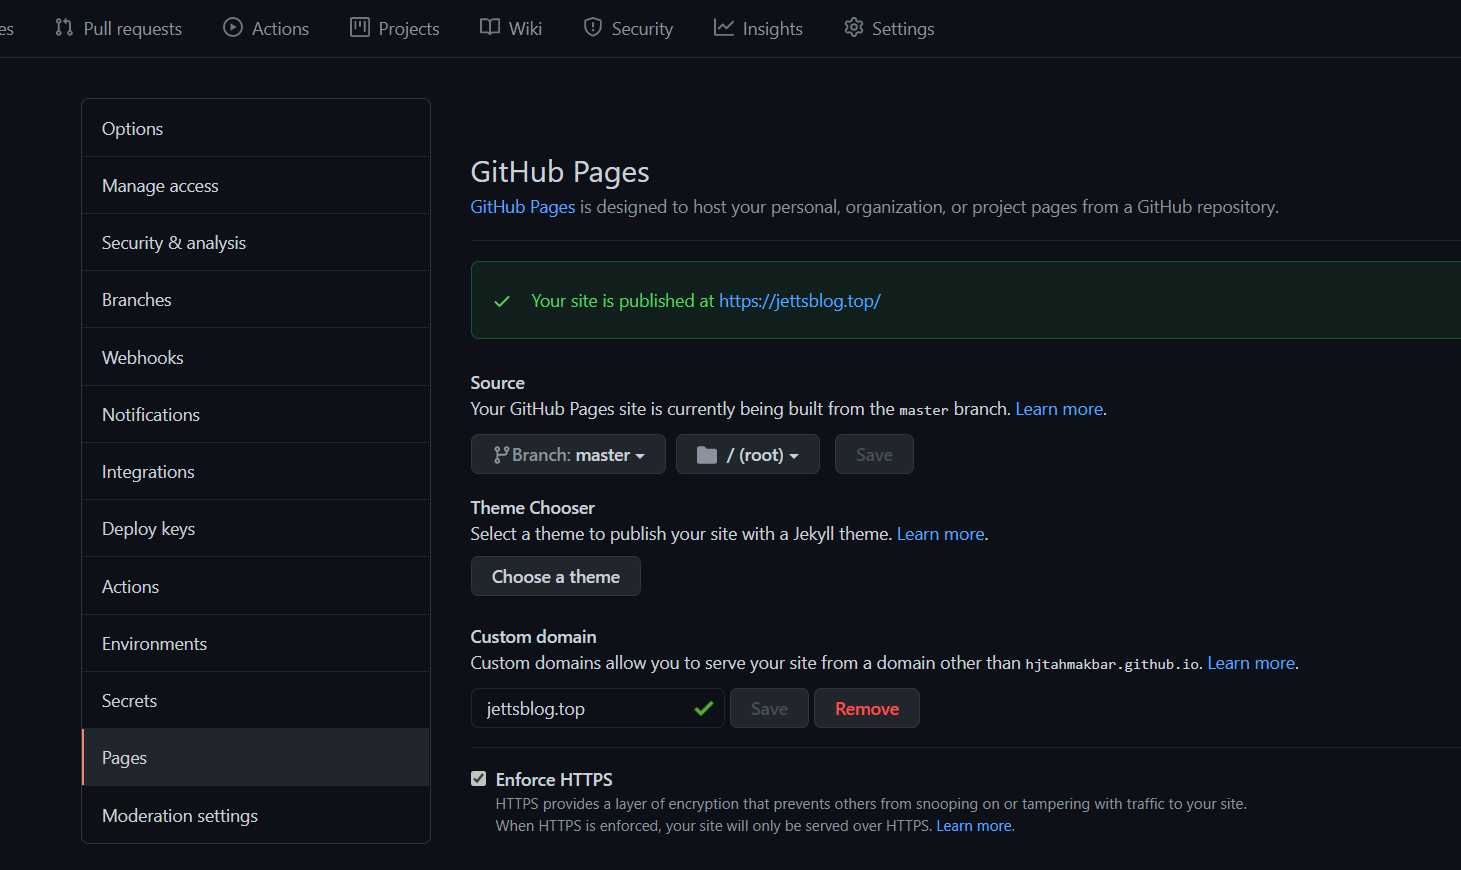 es Pull requests Actions Projects Wiki Security Insights Settings
Options
Manage access
Security & analysis
Branches
Webhooks
Notifications
Integrations
Deploy keys
Actions
Environments
Secrets
Pages
Moderation settings
GitHub Pages
GitHub Pages is designed to host your personal, organization, or project pages from a GitHub repository.
Your site is published at https://jettsblog.top/
Source
Your GitHub Pages site is currently being built from the master branch. Learn more.
Branch: master / (root) Save
Theme Chooser
Select a theme to publish your site with a Jekyll theme. Learn more.
Choose a theme
Custom domain
Custom domains allow you to serve your site from a domain other than hjtahmakbar.github.io. Learn more.
jettsblog.top Save Remove
Enforce HTTPS
HTTPS provides a layer of encryption that prevents others from snooping on or tampering with traffic to your site.
When HTTPS is enforced, your site will only be served over HTTPS. Learn more.